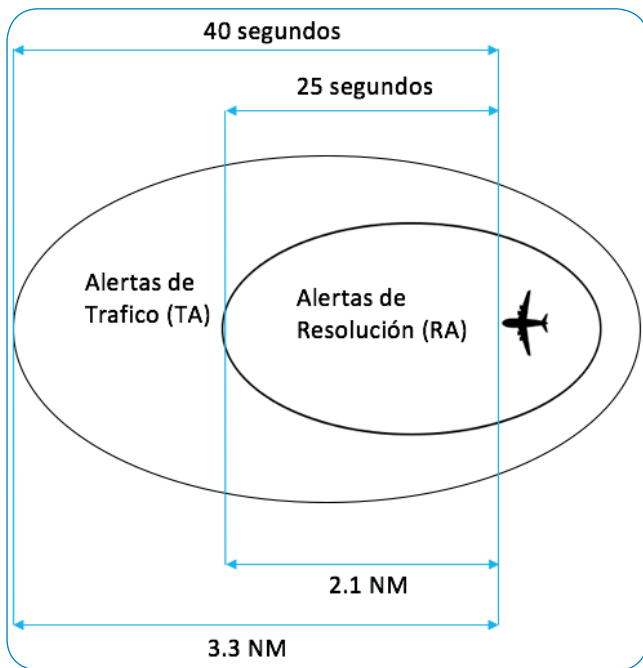 40 segundos
25 segundos
Alertas de
Trafico (TA)
Alertas de
Resolución (RA)
2.1 NM
3.3 NM